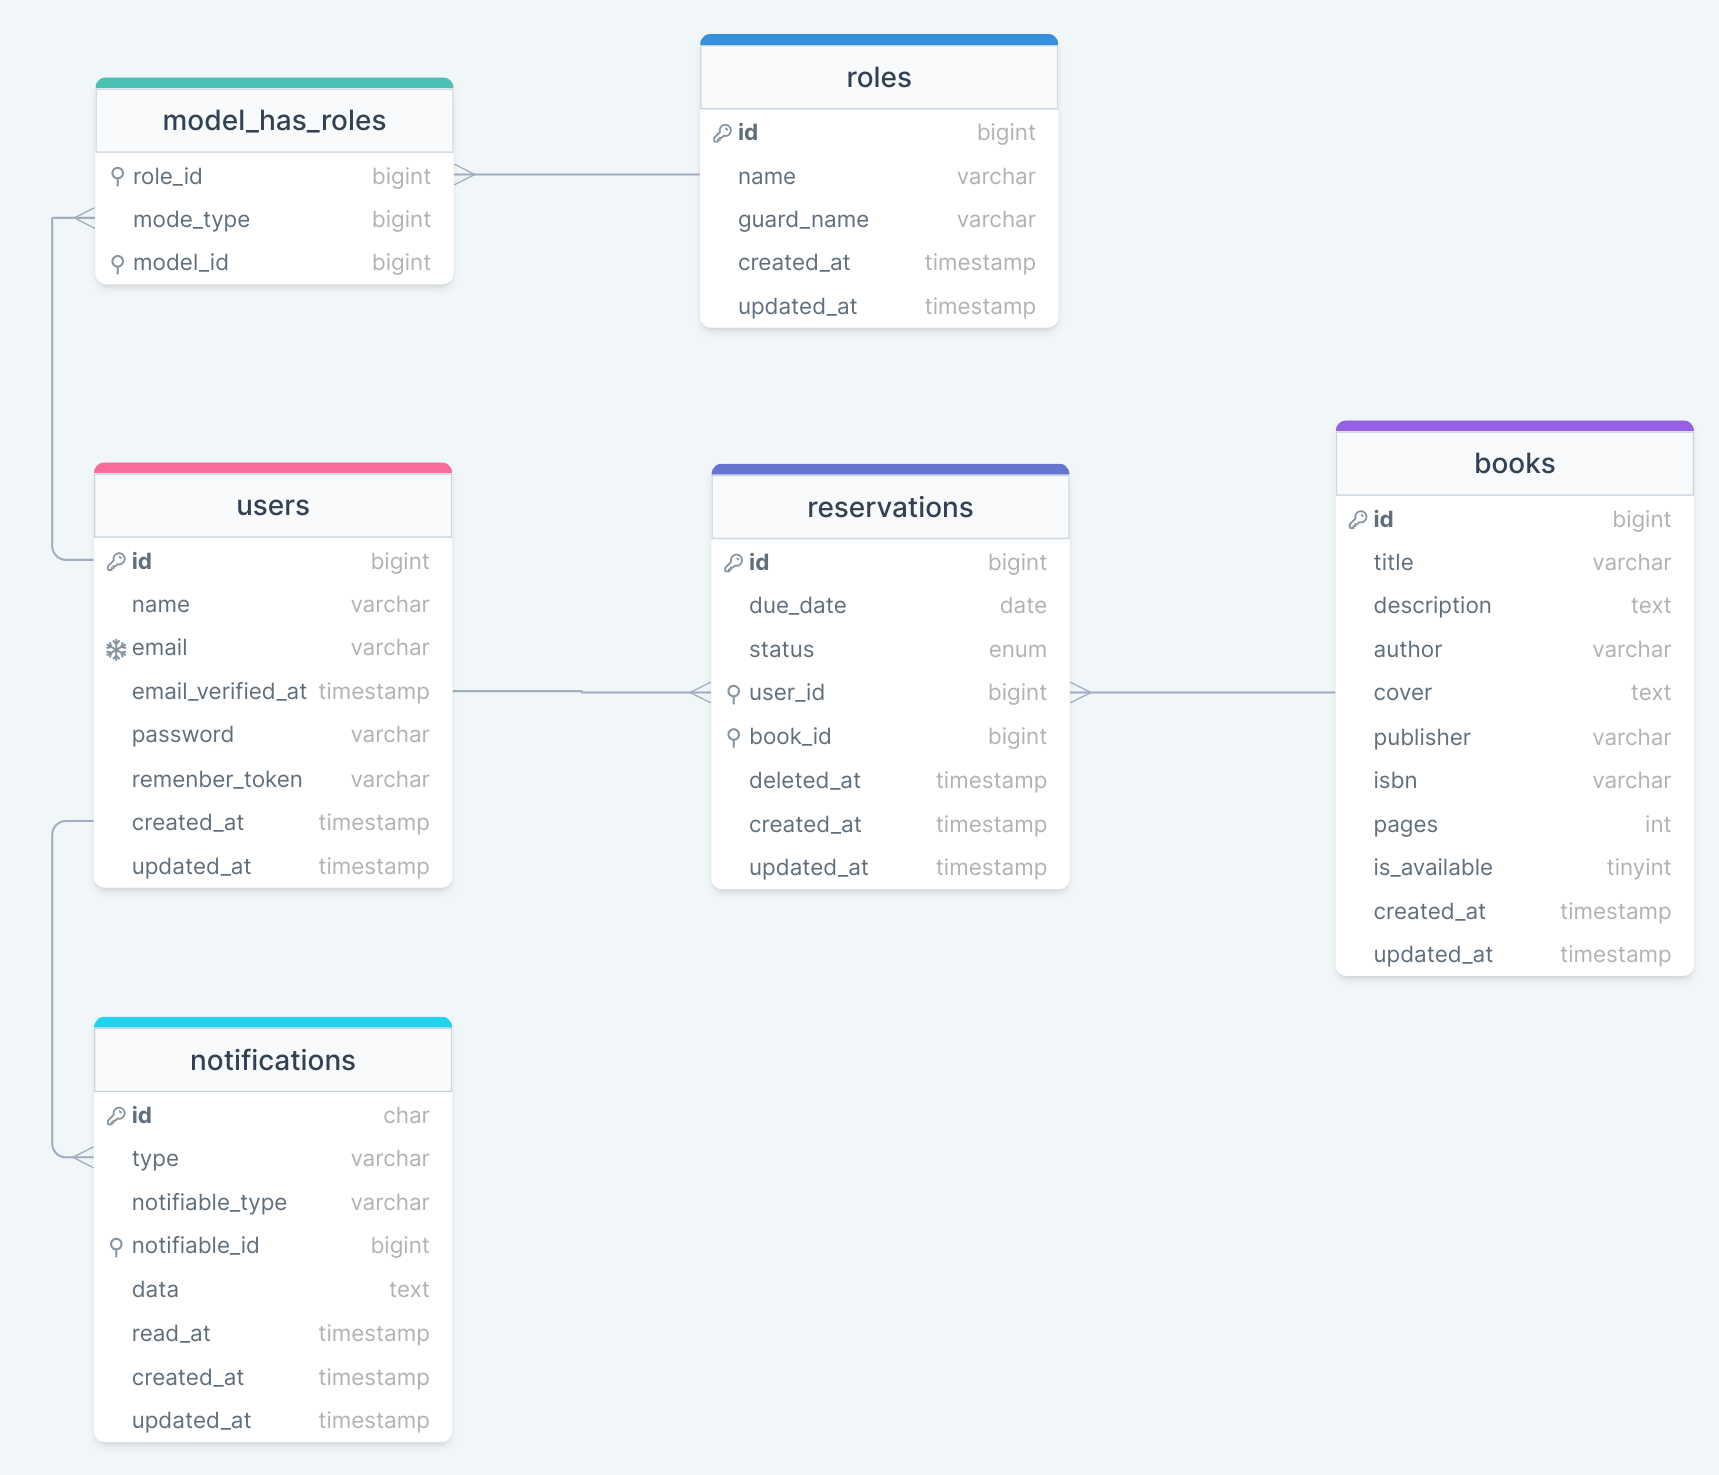 model_has_roles
role_id bigint
mode_type bigint
model_id bigint
roles
id bigint
name varchar
guard_name varchar
created_at timestamp
updated_at timestamp
users
id bigint
name varchar
email varchar
email_verified_at timestamp
password varchar
remenber_token varchar
created_at timestamp
updated_at timestamp
reservations
id bigint
due_date date
status enum
user_id bigint
book_id bigint
deleted_at timestamp
created_at timestamp
updated_at timestamp
books
id bigint
title varchar
description text
author varchar
cover text
publisher varchar
isbn varchar
pages int
is_available tinyint
created_at timestamp
updated_at timestamp
notifications
id char
type varchar
notifiable_type varchar
notifiable_id bigint
data text
read_at timestamp
created_at timestamp
updated_at timestamp